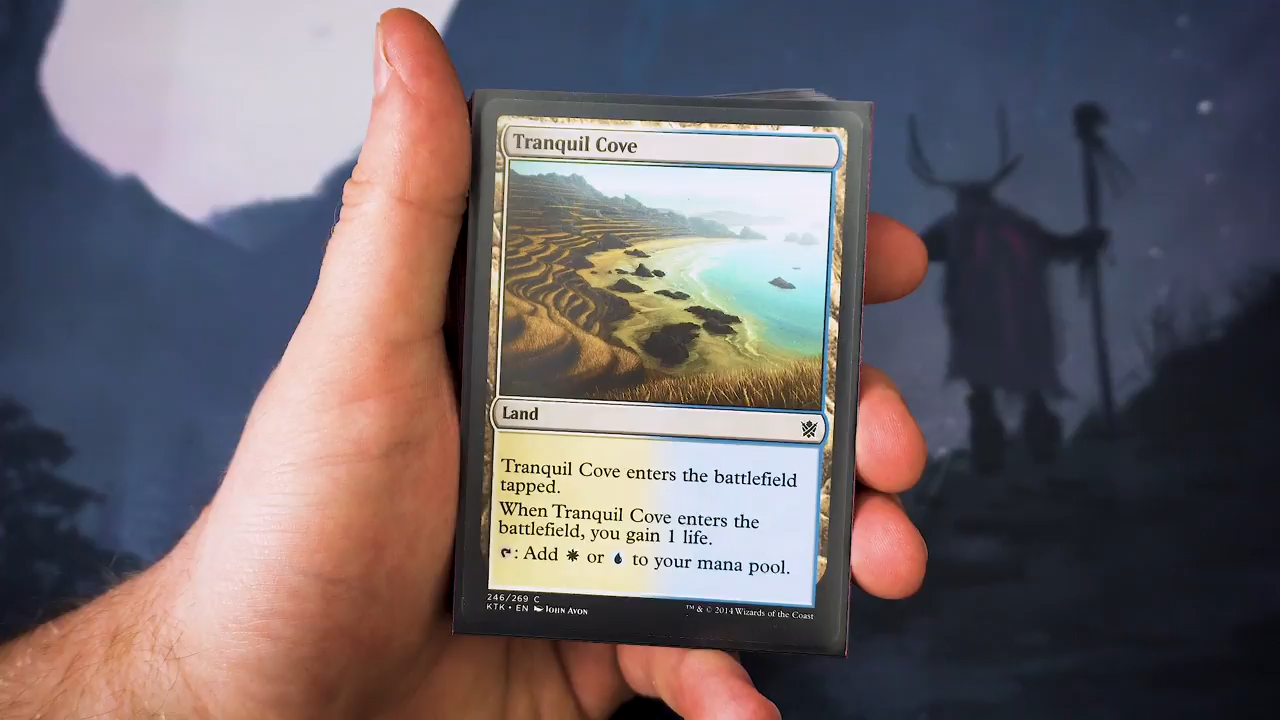 Tranquil Cove
Land
Tranquil Cove enters the battlefield
tapped.
When Tranquil Cove enters the
battlefield, you gain 1 life.
: Add or to your mana pool.
246/269 C
KTK • EN John Avon
™ & © 2014 Wizards of the Coast